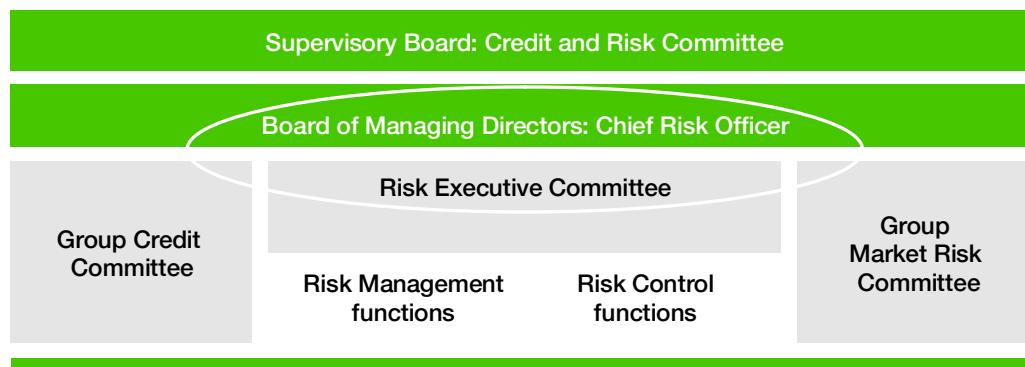 Supervisory Board: Credit and Risk Committee
Board of Managing Directors: Chief Risk Officer
Risk Executive Committee
Group Credit
Committee
Group
Market Risk
Committee
Risk Management
functions
Risk Control
functions